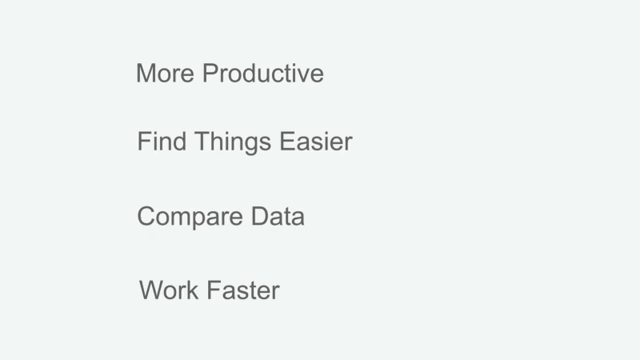 More Productive
Find Things Easier
Compare Data
Work Faster